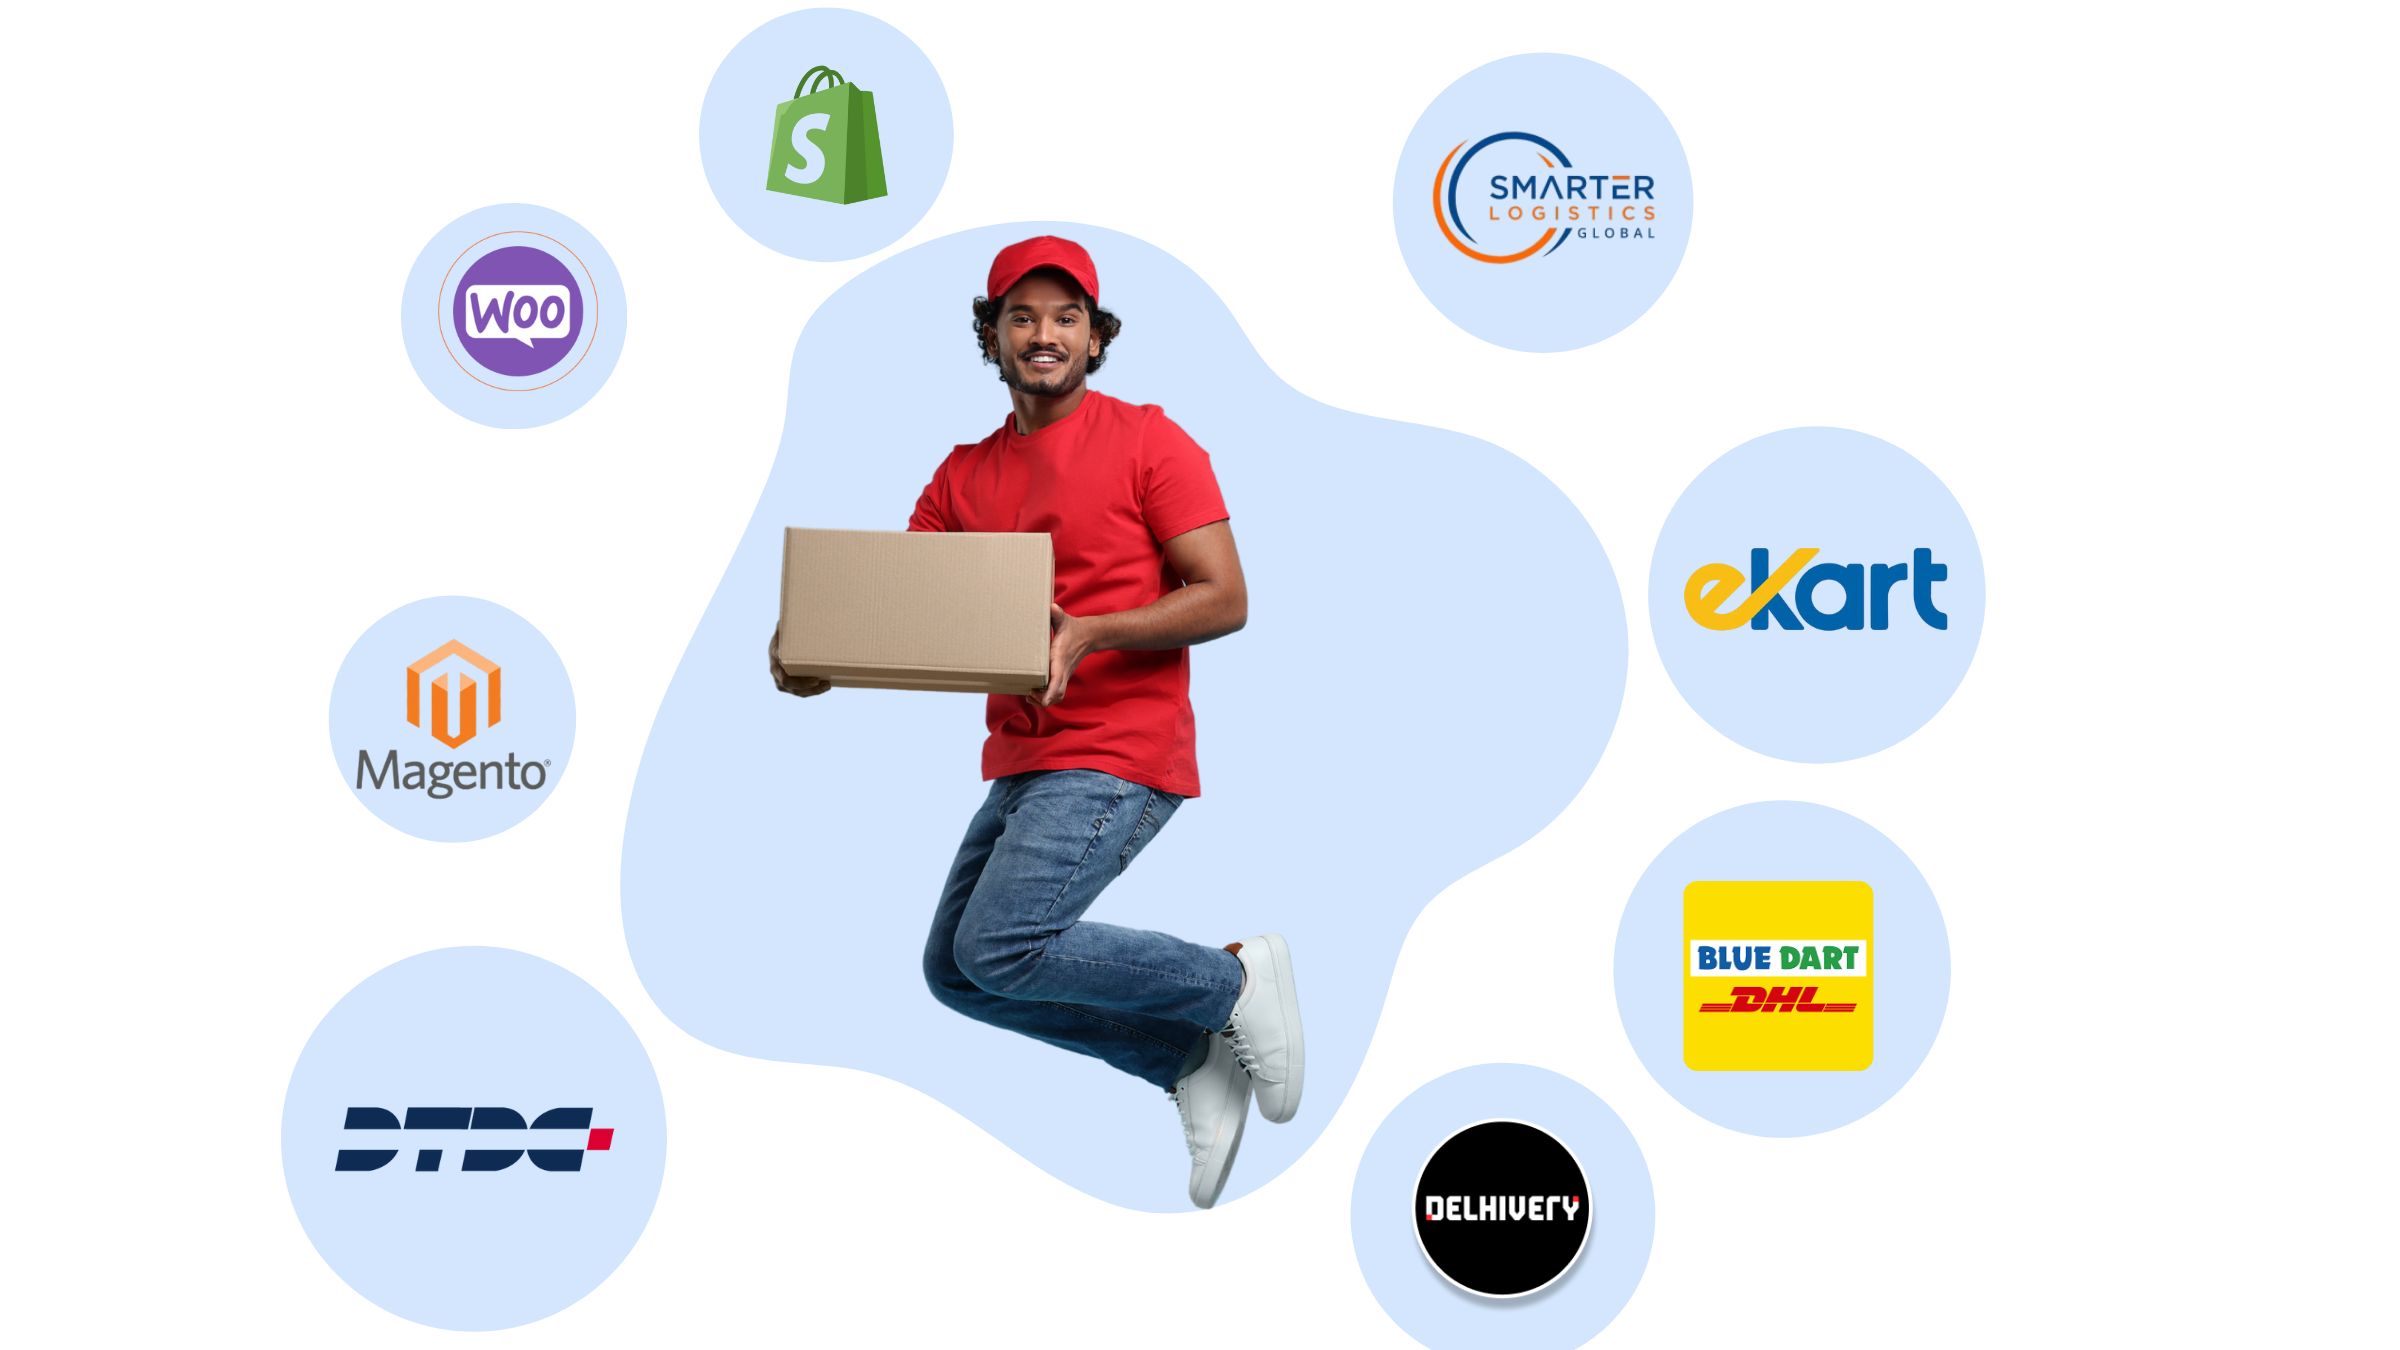 S
SMARTER
LOGISTICS
GLOBAL
WOO
eKart
Magento®
BLUE DART
DHL
DTDC
DELHIVERY